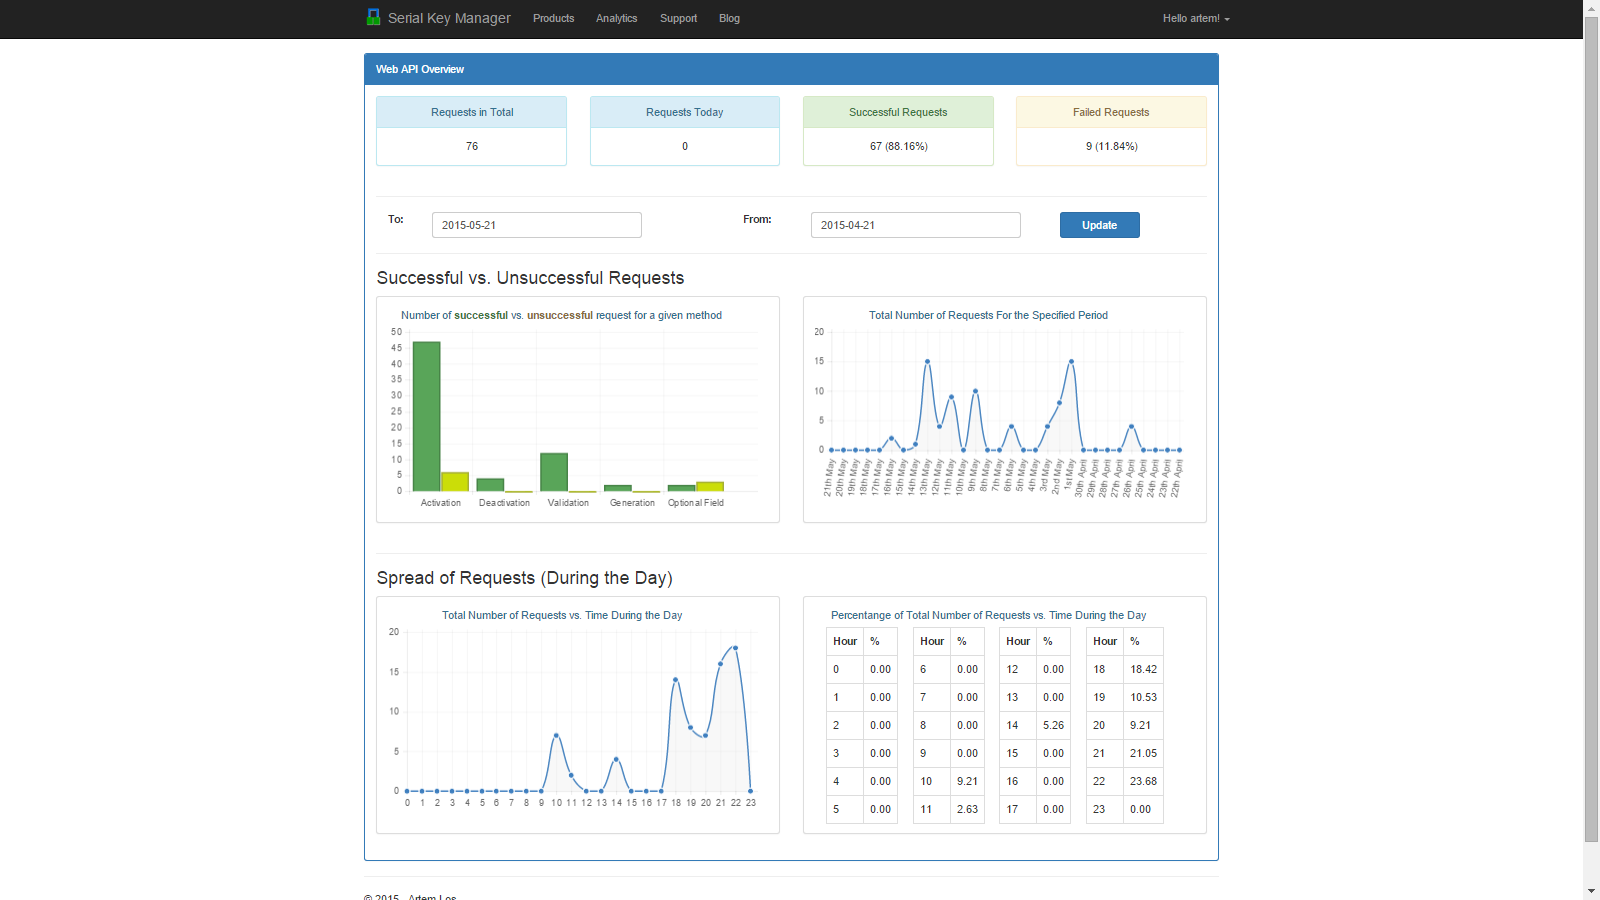 Serial Key Manager Products Analytics Support Blog Hello artem!
Web API Overview
Requests in Total Requests Today Successful Requests Failed Requests
76 0 67 (88.16%) 9 (11.84%)
To: 2015-05-21 From: 2015-04-21 Update
Successful vs. Unsuccessful Requests
Number of successful vs. unsuccessful request for a given method
50
45
40
35
30
25
20
15
10
5
0
Activation Deactivation Validation Generation Optional Field
Total Number of Requests For the Specified Period
20
15
10
5
0
21th May 20th May 19th May 18th May 17th May 16th May 15th May 14th May 13th May 12th May 11th May 10th May 9th May 8th May 7th May 6th May 5th May 4th May 3rd May 2nd May 1st May 30th April 29th April 28th April 27th April 26th April 25th April 24th April 23th April 22th April
Spread of Requests (During the Day)
Total Number of Requests vs. Time During the Day
20
15
10
5
0
0 1 2 3 4 5 6 7 8 9 10 11 12 13 14 15 16 17 18 19 20 21 22 23
Percentange of Total Number of Requests vs. Time During the Day
Hour % Hour % Hour % Hour %
0 0.00 6 0.00 12 0.00 18 18.42
1 0.00 7 0.00 13 0.00 19 10.53
2 0.00 8 0.00 14 5.26 20 9.21
3 0.00 9 0.00 15 0.00 21 21.05
4 0.00 10 9.21 16 0.00 22 23.68
5 0.00 11 2.63 17 0.00 23 0.00
© 2015 - Artem Los